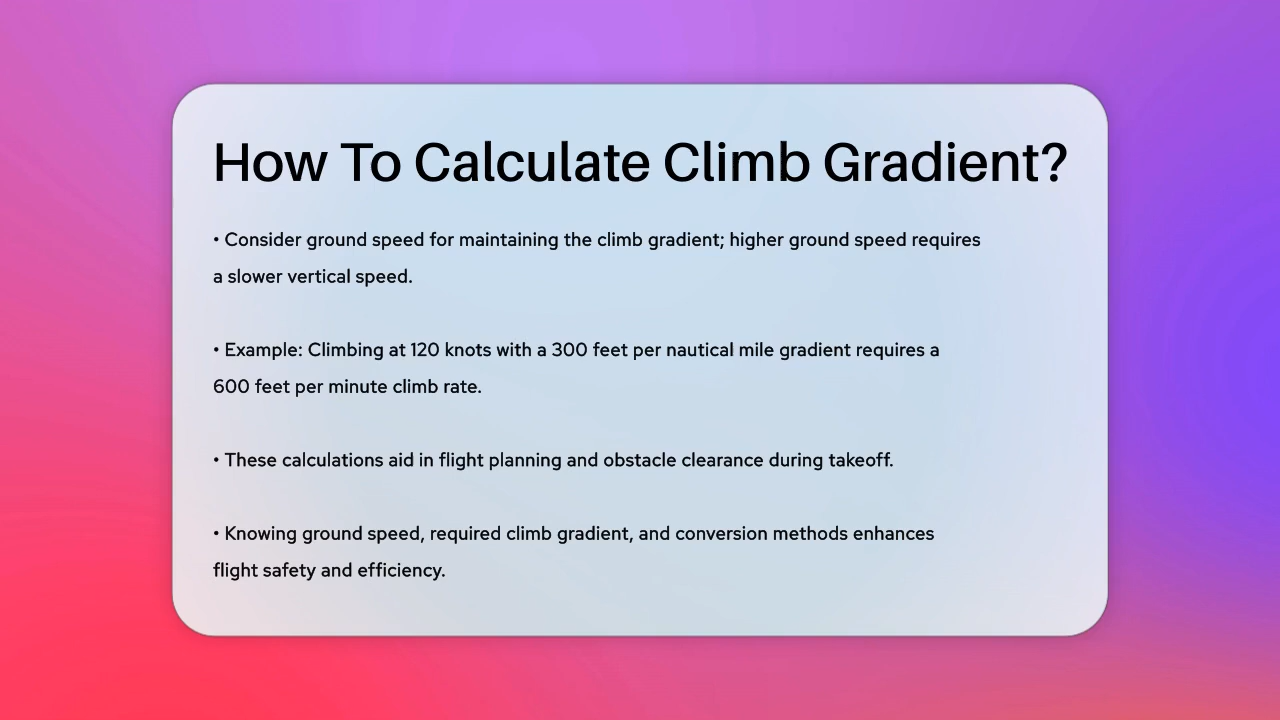 How To Calculate Climb Gradient?
• Consider ground speed for maintaining the climb gradient; higher ground speed requires
a slower vertical speed.
• Example: Climbing at 120 knots with a 300 feet per nautical mile gradient requires a
600 feet per minute climb rate.
• These calculations aid in flight planning and obstacle clearance during takeoff.
• Knowing ground speed, required climb gradient, and conversion methods enhances
flight safety and efficiency.